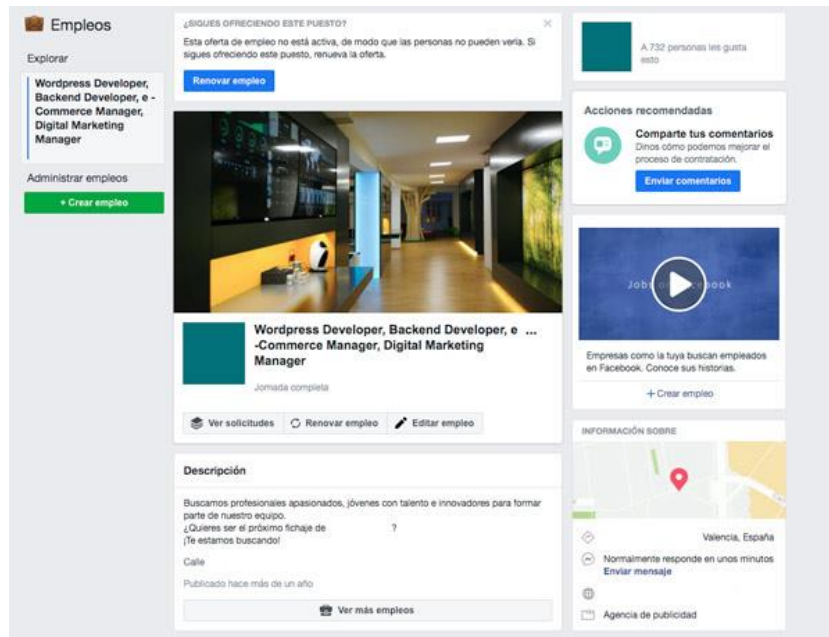 Empleos
Explorar
Wordpress Developer,
Backend Developer, e -
Commerce Manager,
Digital Marketing
Manager
Administrar empleos
+ Crear empleo
¿SIGUES OFRECIENDO ESTE PUESTO?
Esta oferta de empleo no está activa, de modo que las personas no pueden verla. Si
sigues ofreciendo este puesto, renueva la oferta.
Renovar empleo
Wordpress Developer, Backend Developer, e ...
-Commerce Manager, Digital Marketing
Manager
Jornada completa
Ver solicitudes Renovar empleo Editar empleo
Descripción
Buscamos profesionales apasionados, jóvenes con talento e innovadores para formar
parte de nuestro equipo.
¿Quieres ser el próximo fichaje de ?
¡Te estamos buscando!
Calle
Publicado hace más de un año
Ver más empleos
A 732 personas les gusta
esto
Acciones recomendadas
Comparte tus comentarios
Dinos cómo podemos mejorar el
proceso de contratación.
Enviar comentarios
Jobs on Facebook
Empresas como la tuya buscan empleados
en Facebook. Conoce sus historias.
+ Crear empleo
INFORMACIÓN SOBRE
Valencia, España
Normalmente responde en unos minutos
Enviar mensaje
Agencia de publicidad